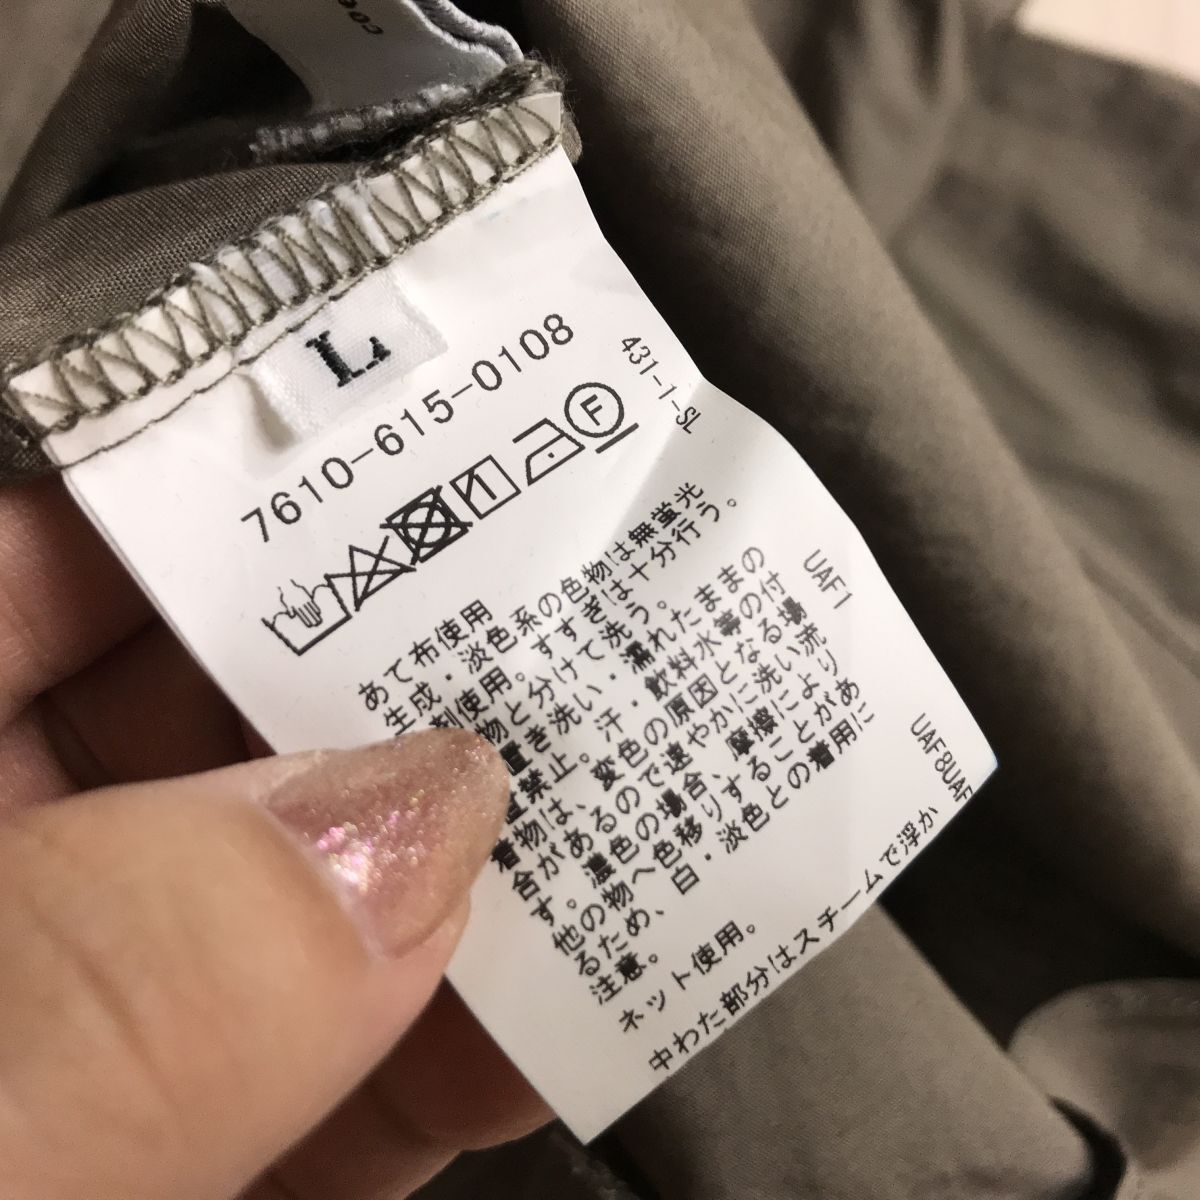 L
7610-615-0108
431-1-SL
F
あて布使用
生成・淡色系の色物は無蛍光
剤使用。すすぎは十分行う。
物と分けて洗う。
置き洗い・濡れたままの
置禁止。汗・飲料水等の付
着物は、変色の原因となる場
合があるので速やかに洗い流
す。濃色の場合、摩擦により
他の物へ色移りすることがあ
るため、白・淡色との着用に
注意。
ネット使用。
中わた部分はスチームで浮か
UAF1
UAF8UAF